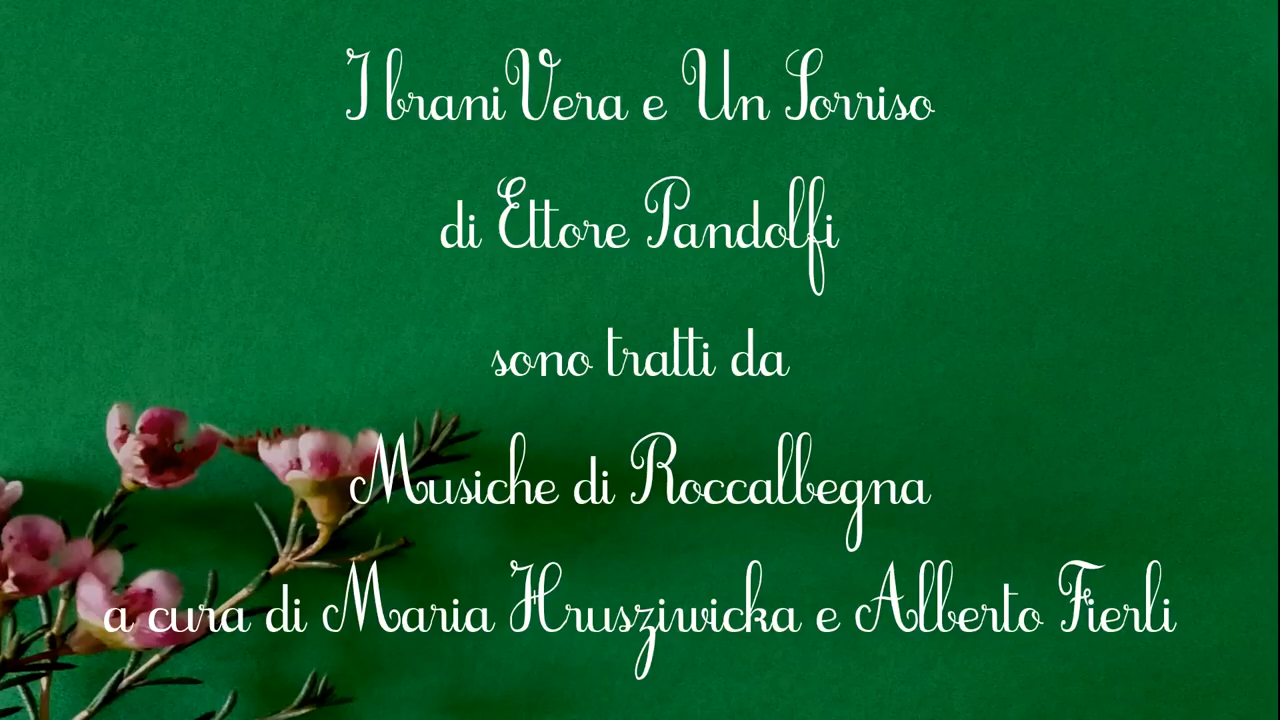 I brani Vera e Un Sorriso
di Ettore Pandolfi
sono tratti da
Musiche di Roccalbegna
a cura di Maria Hrusziwicka e Alberto Fierli